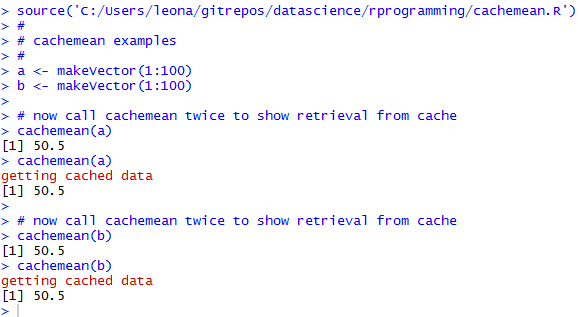 > source('C:/Users/leona/gitrepos/datascience/rprogramming/cachemean.R')
> #
> # cachemean examples
> #
> a <- makeVector(1:100)
> b <- makeVector(1:100)
>
> # now call cachemean twice to show retrieval from cache
> cachemean(a)
[1] 50.5
> cachemean(a)
getting cached data
[1] 50.5
>
> # now call cachemean twice to show retrieval from cache
> cachemean(b)
[1] 50.5
> cachemean(b)
getting cached data
[1] 50.5
>